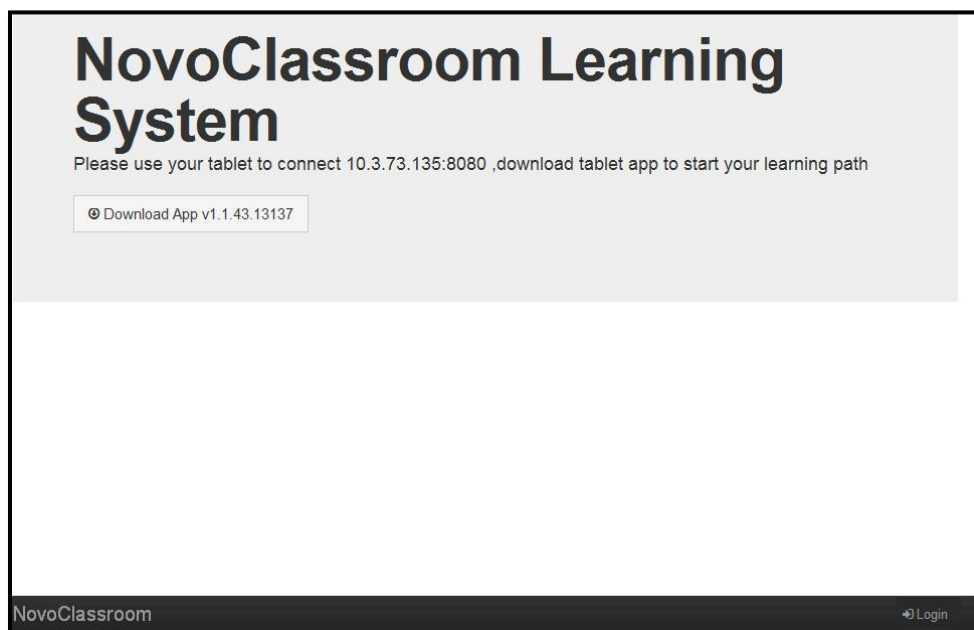 NovoClassroom Learning
System
Please use your tablet to connect 10.3.73.135:8080 ,download tablet app to start your learning path
Download App v1.1.43.13137
NovoClassroom
Login